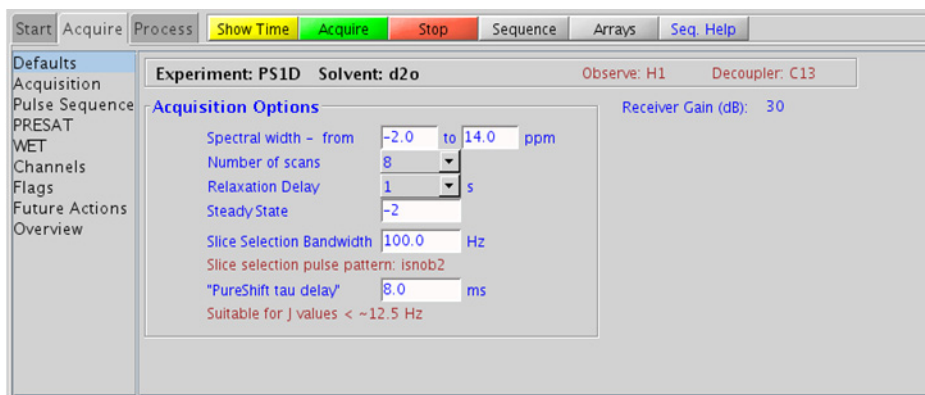 Start Acquire Process Show Time Acquire Stop Sequence Arrays Seq. Help
Defaults
Acquisition
Pulse Sequence
PRESAT
WET
Channels
Flags
Future Actions
Overview
Experiment: PS1D Solvent: d2o Observe: H1 Decoupler: C13
Acquisition Options
Receiver Gain (dB): 30
Spectral width - from -2.0 to 14.0 ppm
Number of scans 8
Relaxation Delay 1 s
Steady State -2
Slice Selection Bandwidth 100.0 Hz
Slice selection pulse pattern: isnob2
"PureShift tau delay" 8.0 ms
Suitable for J values < ~12.5 Hz